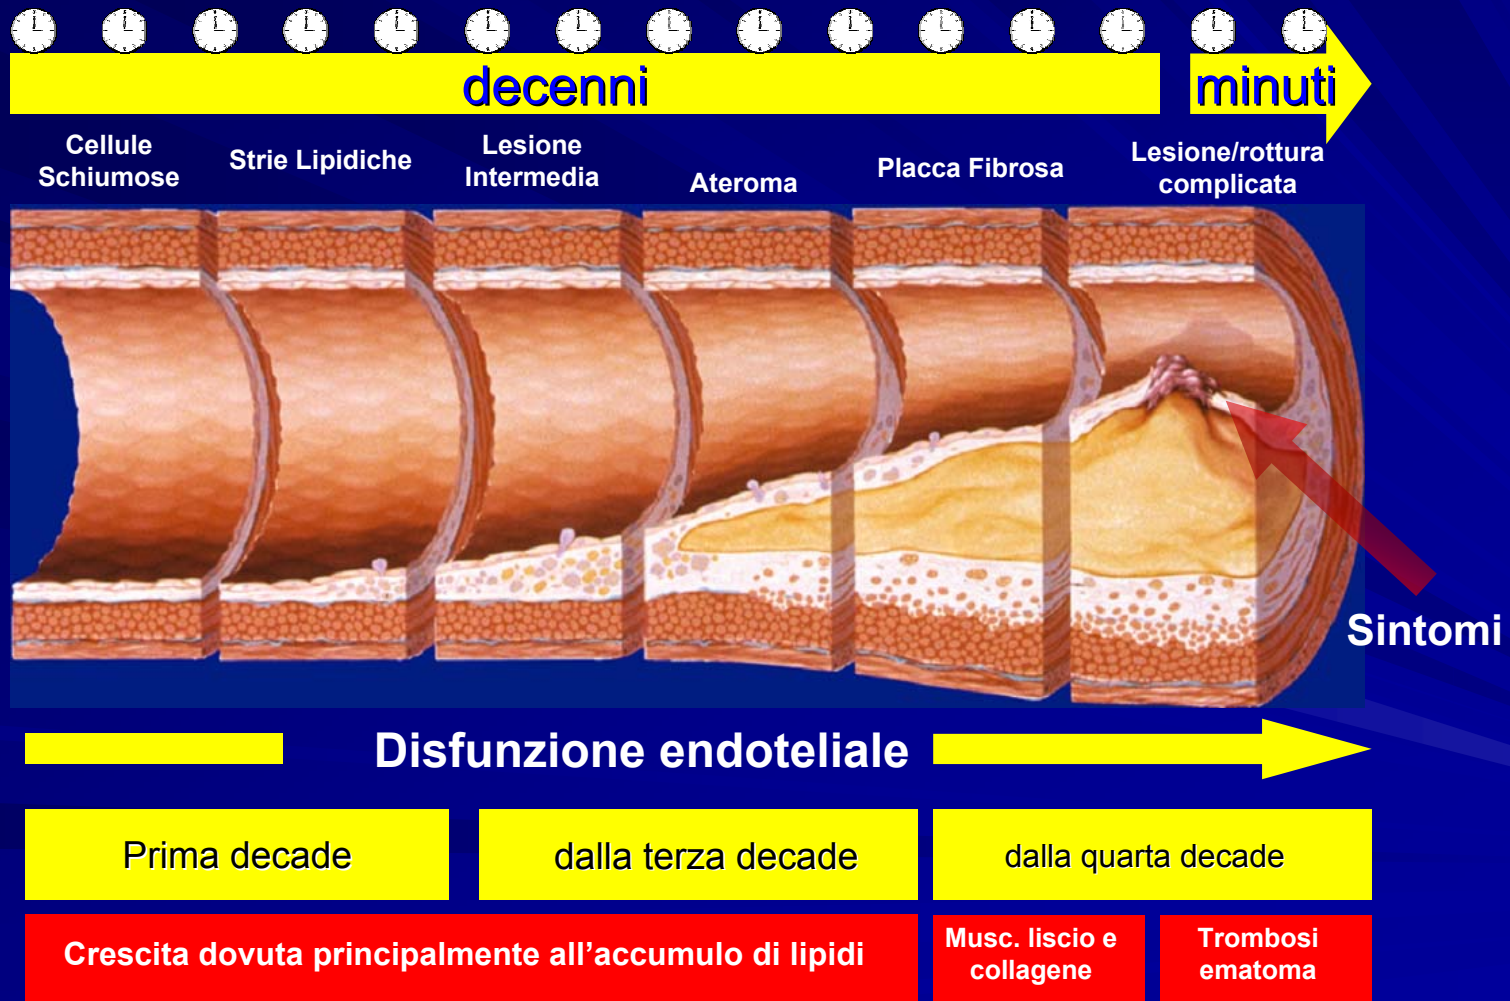 decenni
minuti
Cellule
Schiumose
Strie Lipidiche
Lesione
Intermedia
Ateroma
Placca Fibrosa
Lesione/rottura
complicata
Sintomi
Disfunzione endoteliale
Prima decade
dalla terza decade
dalla quarta decade
Crescita dovuta principalmente all’accumulo di lipidi
Musc. liscio e
collagene
Trombosi
ematoma